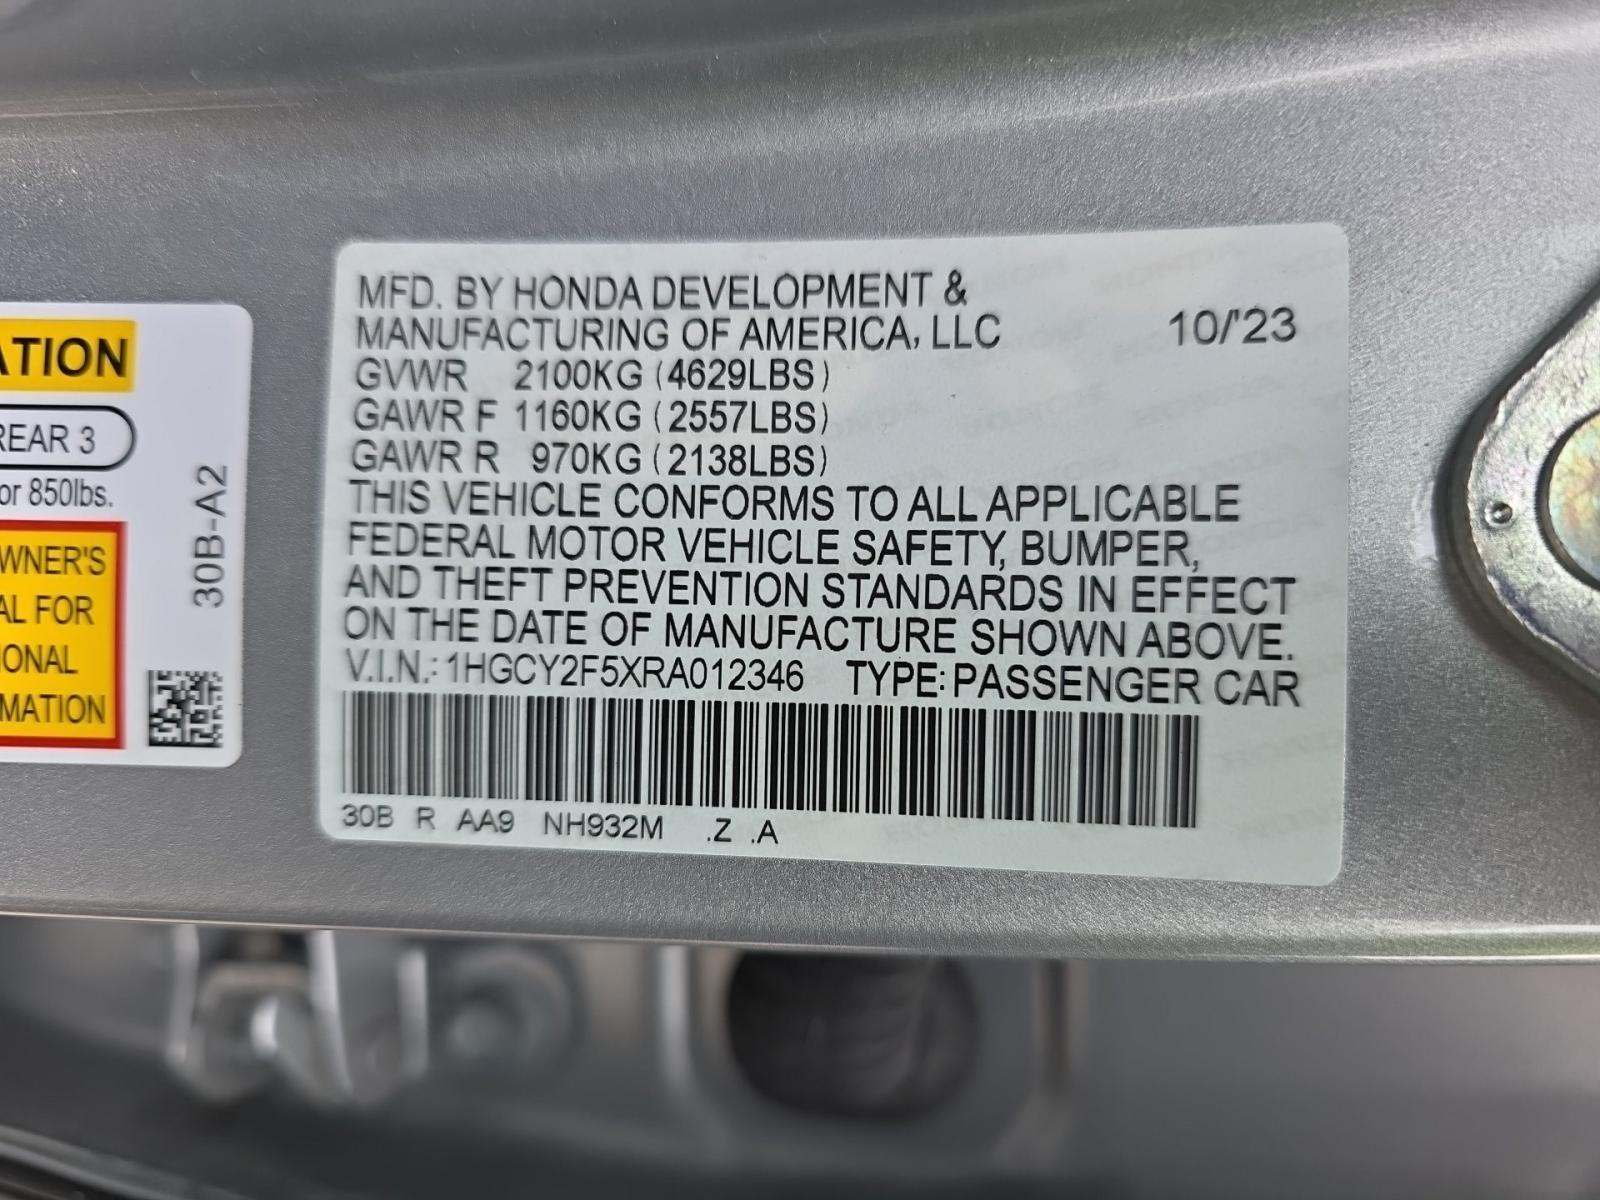 ATION
REAR 3
or 850lbs.
WNER'S
AL FOR
IONAL
MATION
30B-A2
MFD. BY HONDA DEVELOPMENT &
MANUFACTURING OF AMERICA, LLC 10/'23
GVWR 2100KG (4629LBS)
GAWR F 1160KG (2557LBS)
GAWR R 970KG (2138LBS)
THIS VEHICLE CONFORMS TO ALL APPLICABLE
FEDERAL MOTOR VEHICLE SAFETY, BUMPER,
AND THEFT PREVENTION STANDARDS IN EFFECT
ON THE DATE OF MANUFACTURE SHOWN ABOVE.
V.I.N.: 1HGCY2F5XRA012346 TYPE: PASSENGER CAR
30B R AA9 NH932M .Z .A